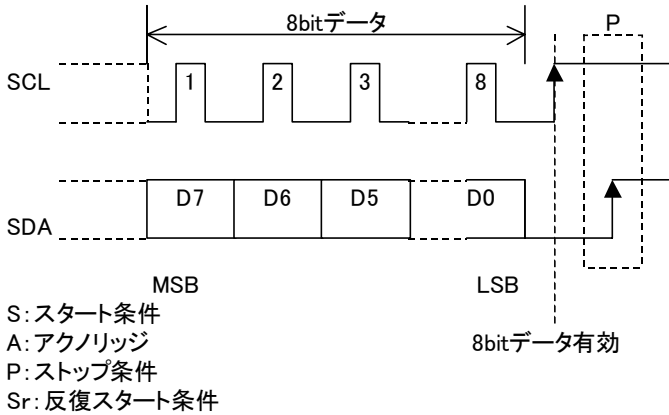 8bitデータ
P
SCL
1
2
3
8
SDA
D7
D6
D5
D0
MSB
LSB
S:スタート条件
A:アクノリッジ
8bitデータ有効
P:ストップ条件
Sr:反復スタート条件